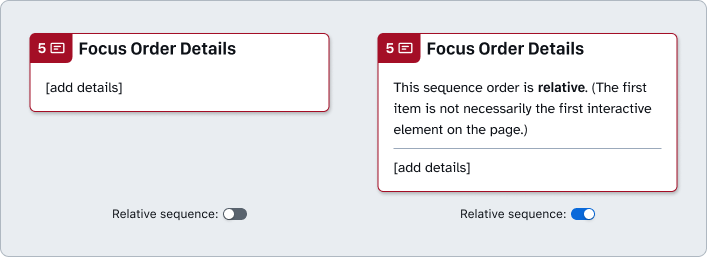 5 Focus Order Details
[add details]
Relative sequence:
5 Focus Order Details
This sequence order is relative. (The first
item is not necessarily the first interactive
element on the page.)
[add details]
Relative sequence: